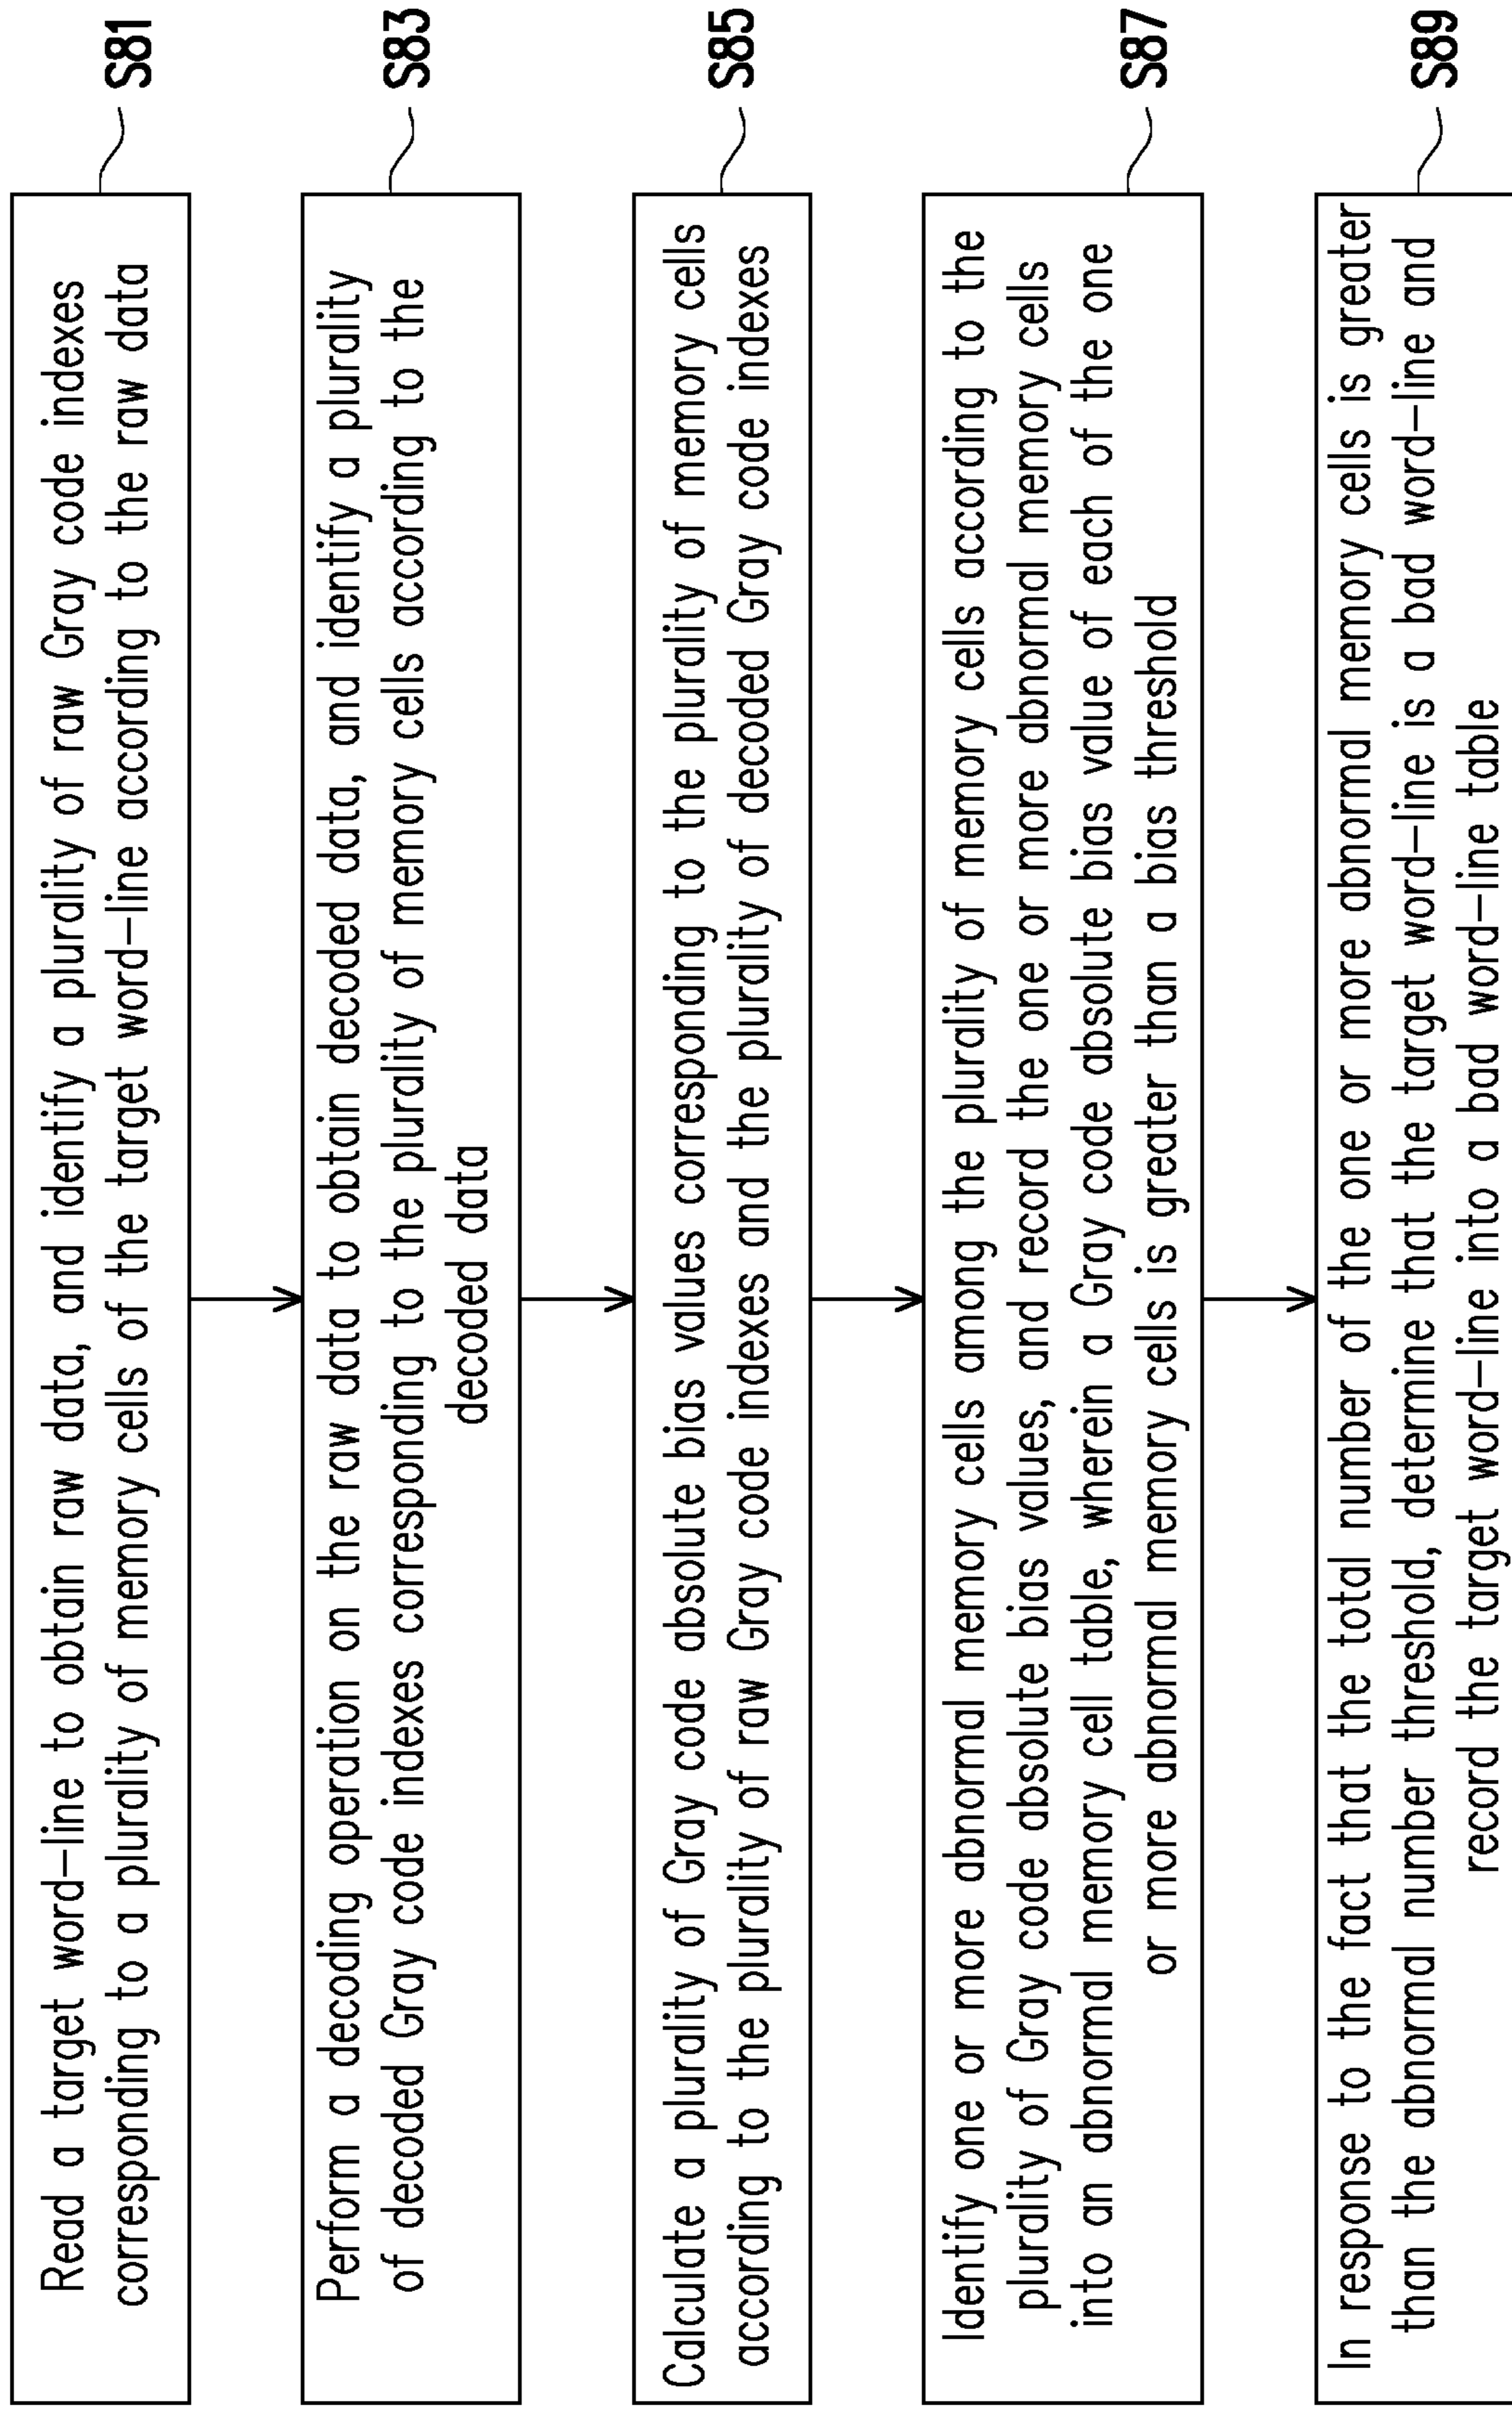 Read a target word-line to obtain raw data, and identify a plurality of raw Gray code indexes
corresponding to a plurality of memory cells of the target word-line according to the raw data
S81
Perform a decoding operation on the raw data to obtain decoded data, and identify a plurality
of decoded Gray code indexes corresponding to the plurality of memory cells according to the
decoded data
S83
Calculate a plurality of Gray code absolute bias values corresponding to the plurality of memory cells
according to the plurality of raw Gray code indexes and the plurality of decoded Gray code indexes
S85
Identify one or more abnormal memory cells among the plurality of memory cells according to the
plurality of Gray code absolute bias values, and record the one or more abnormal memory cells
into an abnormal memory cell table, wherein a Gray code absolute bias value of each of the one
or more abnormal memory cells is greater than a bias threshold
S87
In response to the fact that the total number of the one or more abnormal memory cells is greater
than the abnormal number threshold, determine that the target word-line is a bad word-line and
record the target word-line into a bad word-line table
S89